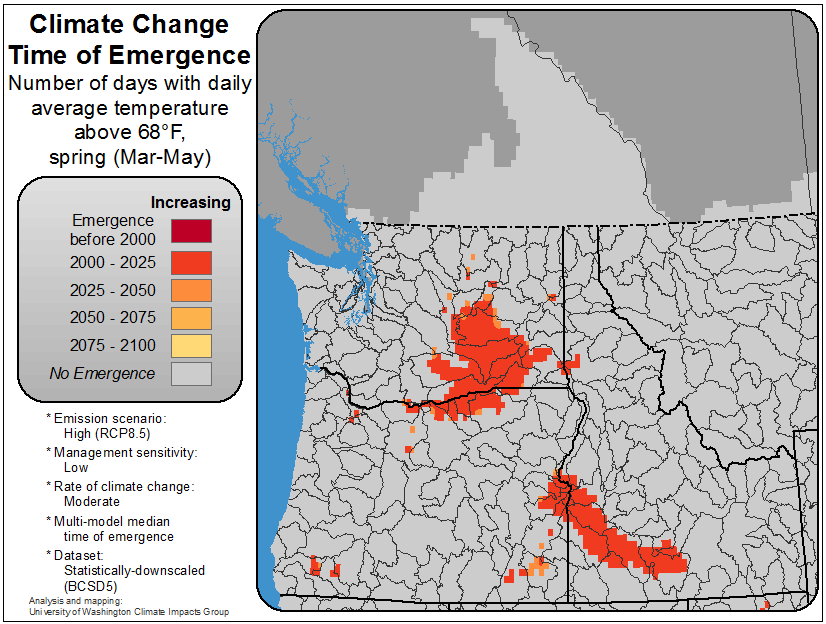 Climate Change
Time of Emergence
Number of days with daily
average temperature
above 68°F,
spring (Mar-May)
Increasing
Emergence
before 2000
2000 - 2025
2025 - 2050
2050 - 2075
2075 - 2100
No Emergence
* Emission scenario:
High (RCP8.5)
* Management sensitivity:
Low
* Rate of climate change:
Moderate
* Multi-model median
time of emergence
* Dataset:
Statistically-downscaled
(BCSD5)
Analysis and mapping:
University of Washington Climate Impacts Group